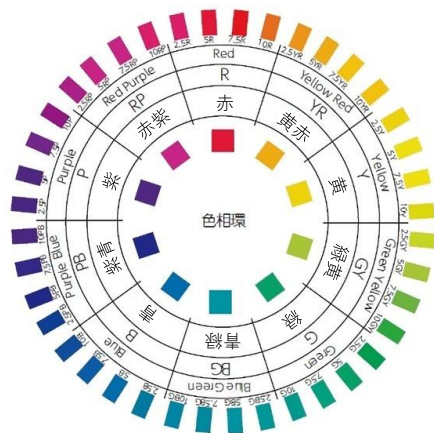 2.5R
5R
7.5R
10R
2.5YR
5YR
7.5YR
10YR
2.5Y
5Y
7.5Y
10Y
2.5GY
5GY
7.5GY
10GY
2.5G
5G
7.5G
10G
2.5BG
5BG
7.5BG
10BG
2.5B
5B
7.5B
10B
2.5PB
5PB
7.5PB
10PB
2.5P
5P
7.5P
10P
2.5RP
5RP
7.5RP
10RP
Red
Yellow Red
Yellow
Green Yellow
Green
Blue Green
Blue
Purple Blue
Purple
Red Purple
R
YR
Y
GY
G
BG
B
PB
P
RP
赤
黄赤
黄
緑黄
緑
青緑
青
紫青
紫
赤紫
色相環